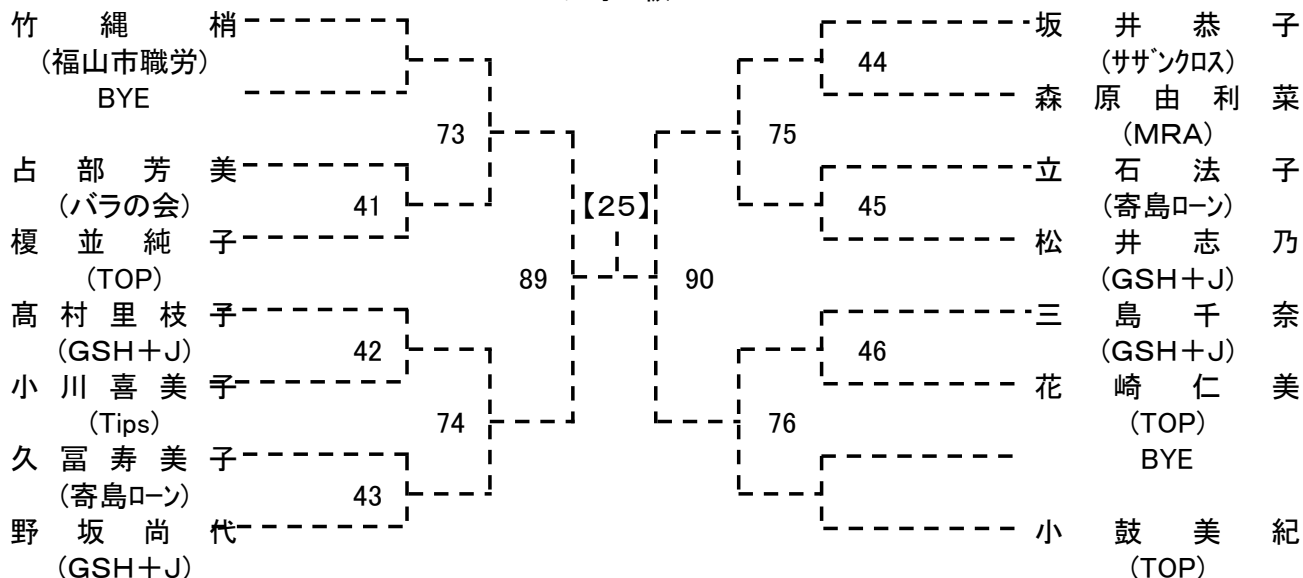 竹縄梢
(福山市職労)
BYE
73
占部芳美
(バラの会)
41
榎並純子
(TOP)
89
髙村里枝子
(GSH+J)
42
小川喜美子
(Tips)
74
久冨寿美子
(寄島ローン)
43
野坂尚代
(GSH+J)
【25】
坂井恭子
(サザンクロス)
44
森原由利菜
(MRA)
75
立石法子
(寄島ローン)
45
松井志乃
(GSH+J)
90
三島千奈
(GSH+J)
46
花崎仁美
(TOP)
76
BYE
小鼓美紀
(TOP)